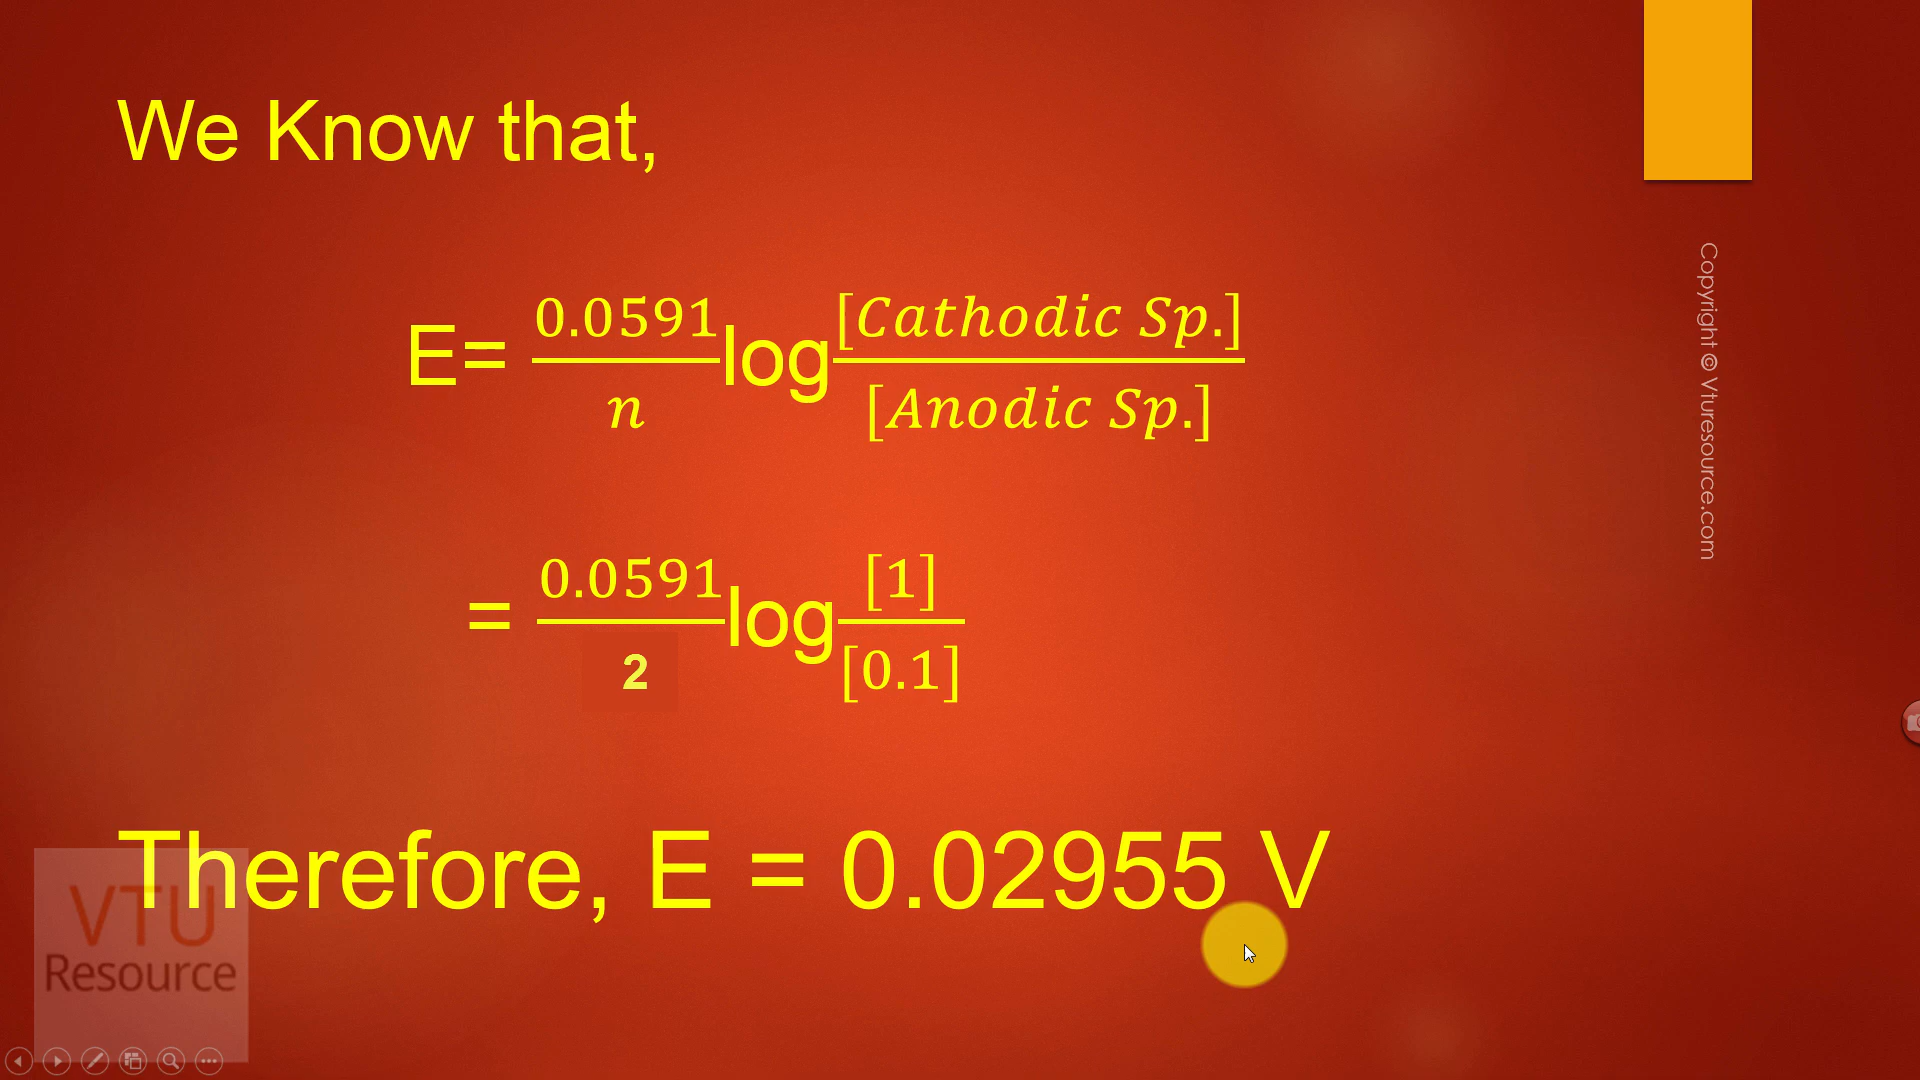 We Know that,
E= 0.0591/n log [Cathodic Sp.]/[Anodic Sp.]
= 0.0591/2 log [1]/[0.1]
Therefore, E = 0.02955 V
Copyright © Vturesource.com
VTU
Resource